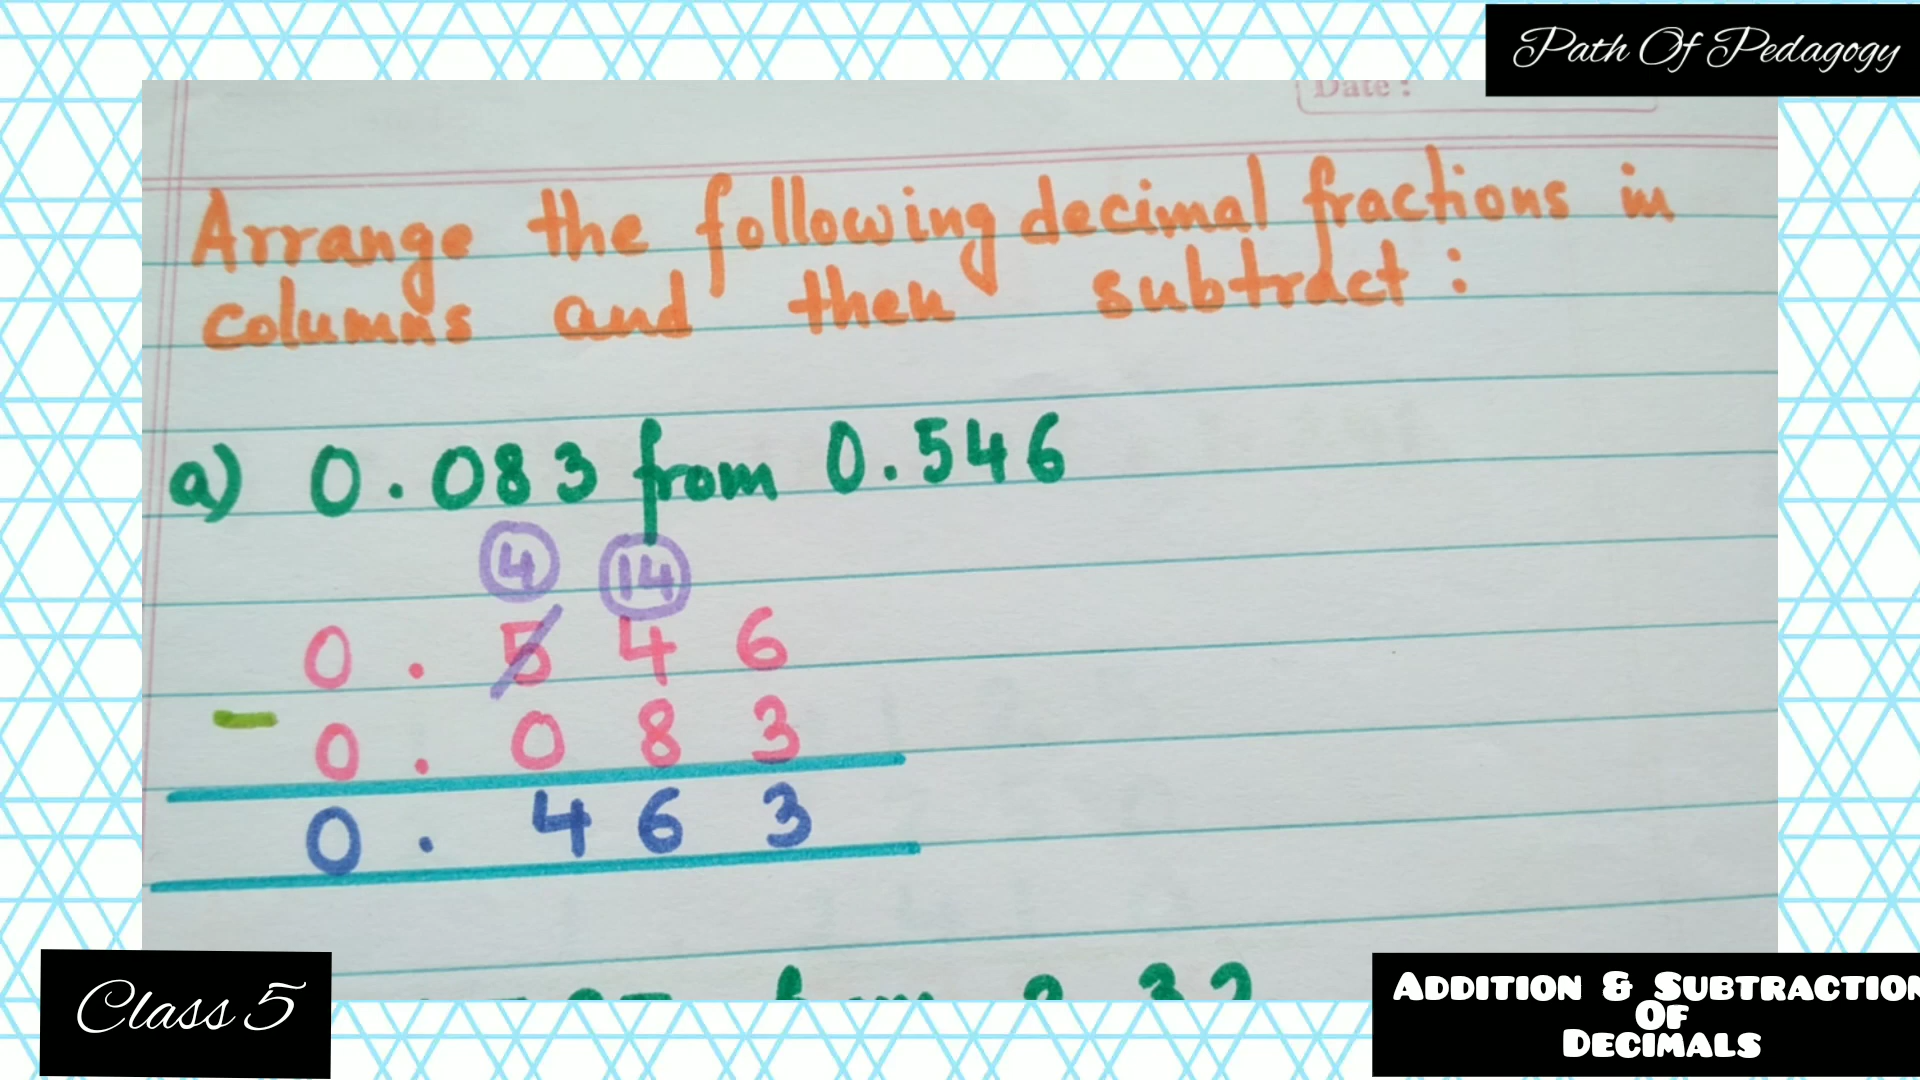 Path Of Pedagogy
Date :
Arrange the following decimal fractions in
columns and then subtract :
a) 0.083 from 0.546
4 14
0 . 5 4 6
- 0 . 0 8 3
0 . 4 6 3
from
Class 5
ADDITION & SUBTRACTION
OF
DECIMALS